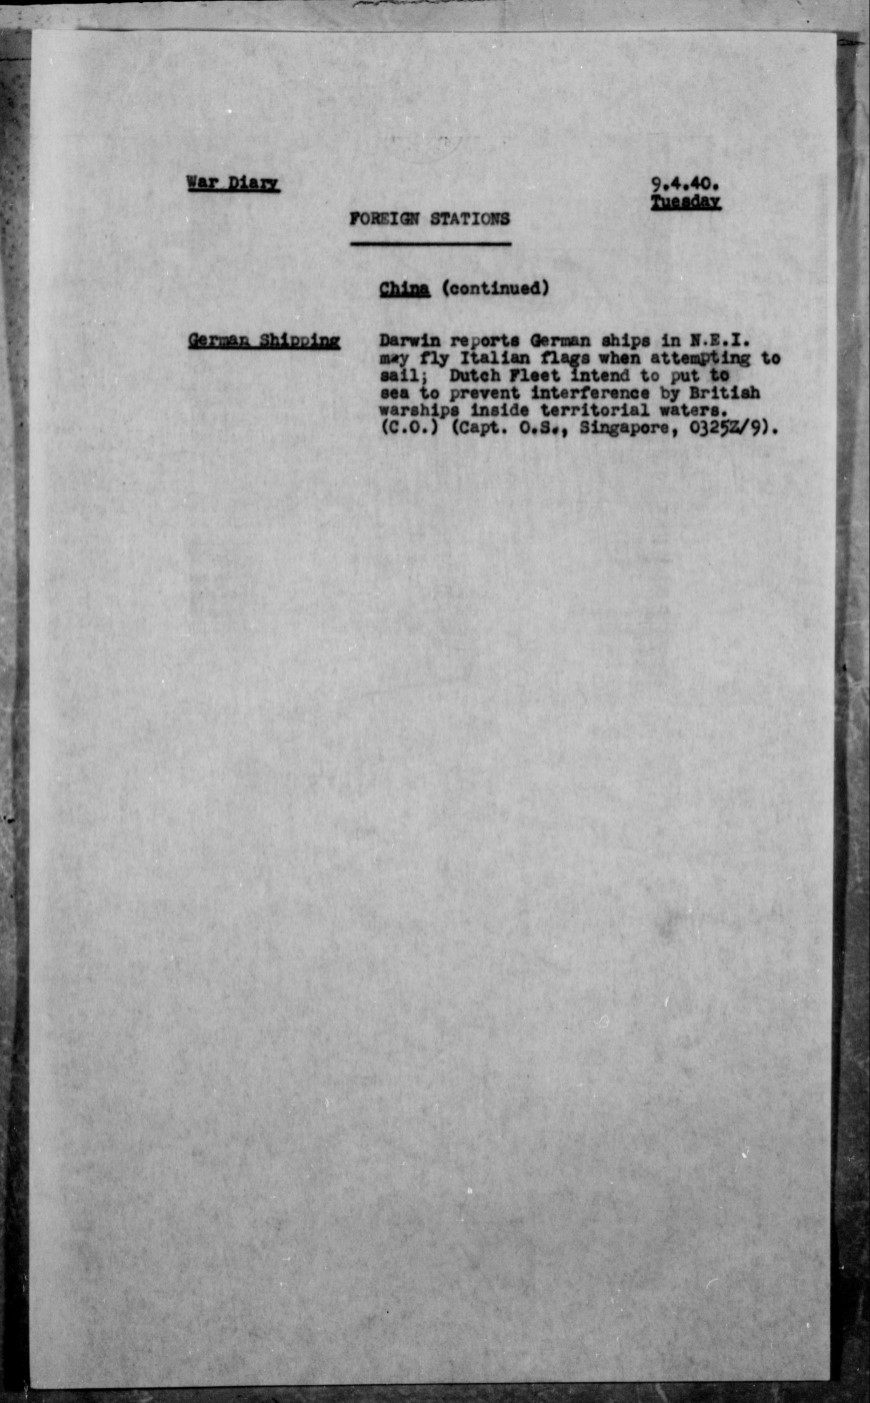 War Diary
9.4.40.
Tuesday
FOREIGN STATIONS
China (continued)
German Shipping
Darwin reports German ships in N.E.I.
may fly Italian flags when attempting to
sail; Dutch Fleet intend to put to
sea to prevent interference by British
warships inside territorial waters.
(C.O.) (Capt. O.S., Singapore, 0325Z/9).